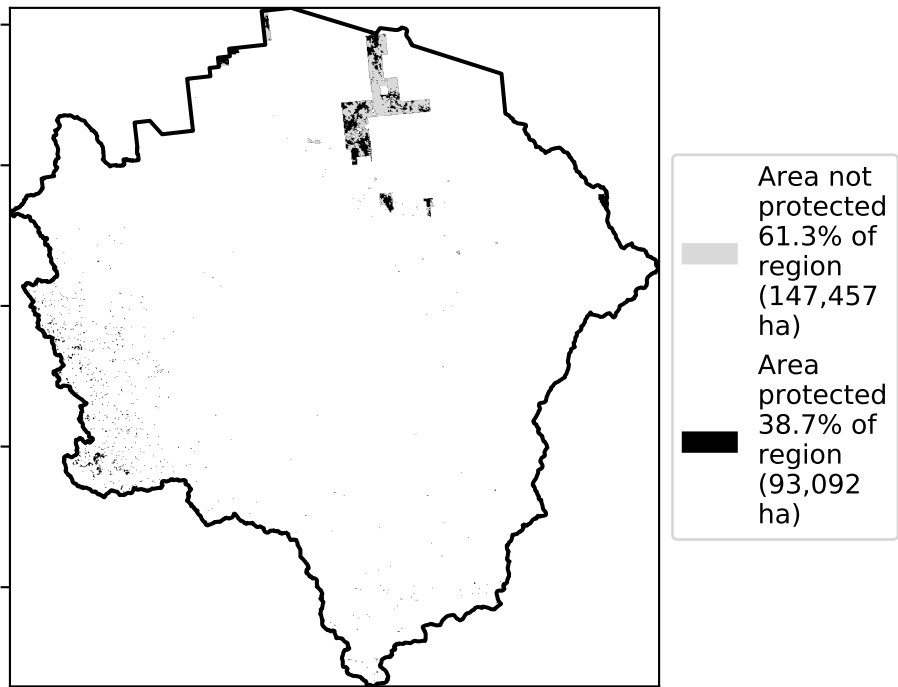 Area not
protected
61.3% of
region
(147,457
ha)
Area
protected
38.7% of
region
(93,092
ha)